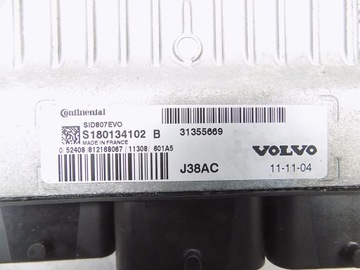 Continental
SID807EVO
S180134102 B
MADE IN FRANCE
31355669
0 52408 812168067 11308 601A5
VOLVO
J38AC
11-11-04